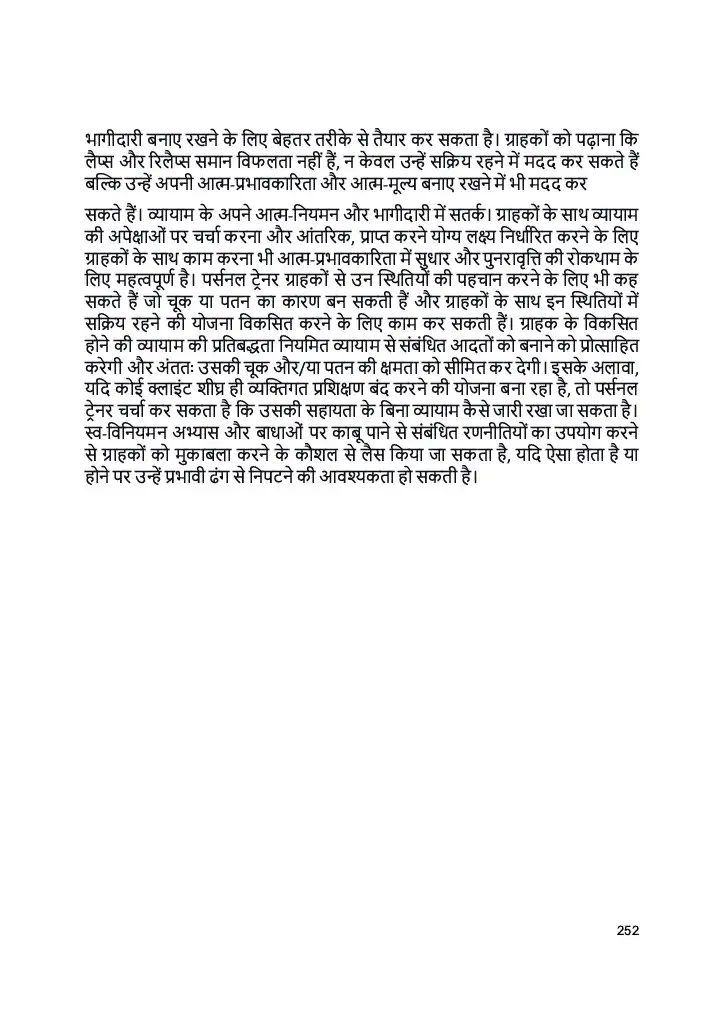 भागीदारी बनाए रखने के लिए बेहतर तरीके से तैयार कर सकता है। ग्राहकों को पढ़ाना कि
लैप्स और रिलैप्स समान विफलता नहीं हैं, न केवल उन्हें सक्रिय रहने में मदद कर सकते हैं
बल्कि उन्हें अपनी आत्म-प्रभावकारिता और आत्म-मूल्य बनाए रखने में भी मदद कर
सकते हैं। व्यायाम के अपने आत्म-नियमन और भागीदारी में सतर्क। ग्राहकों के साथ व्यायाम
की अपेक्षाओं पर चर्चा करना और आंतरिक, प्राप्त करने योग्य लक्ष्य निर्धारित करने के लिए
ग्राहकों के साथ काम करना भी आत्म-प्रभावकारिता में सुधार और पुनरावृत्ति की रोकथाम के
लिए महत्वपूर्ण है। पर्सनल ट्रेनर ग्राहकों से उन स्थितियों की पहचान करने के लिए भी कह
सकते हैं जो चूक या पतन का कारण बन सकती हैं और ग्राहकों के साथ इन स्थितियों में
सक्रिय रहने की योजना विकसित करने के लिए काम कर सकती हैं। ग्राहक के विकसित
होने की व्यायाम की प्रतिबद्धता नियमित व्यायाम से संबंधित आदतों को बनाने को प्रोत्साहित
करेगी और अंततः उसकी चूक और/या पतन की क्षमता को सीमित कर देगी। इसके अलावा,
यदि कोई क्लाइंट शीघ्र ही व्यक्तिगत प्रशिक्षण बंद करने की योजना बना रहा है, तो पर्सनल
ट्रेनर चर्चा कर सकता है कि उसकी सहायता के बिना व्यायाम कैसे जारी रखा जा सकता है।
स्व-विनियमन अभ्यास और बाधाओं पर काबू पाने से संबंधित रणनीतियों का उपयोग करने
से ग्राहकों को मुकाबला करने के कौशल से लैस किया जा सकता है, यदि ऐसा होता है या
होने पर उन्हें प्रभावी ढंग से निपटने की आवश्यकता हो सकती है।
252